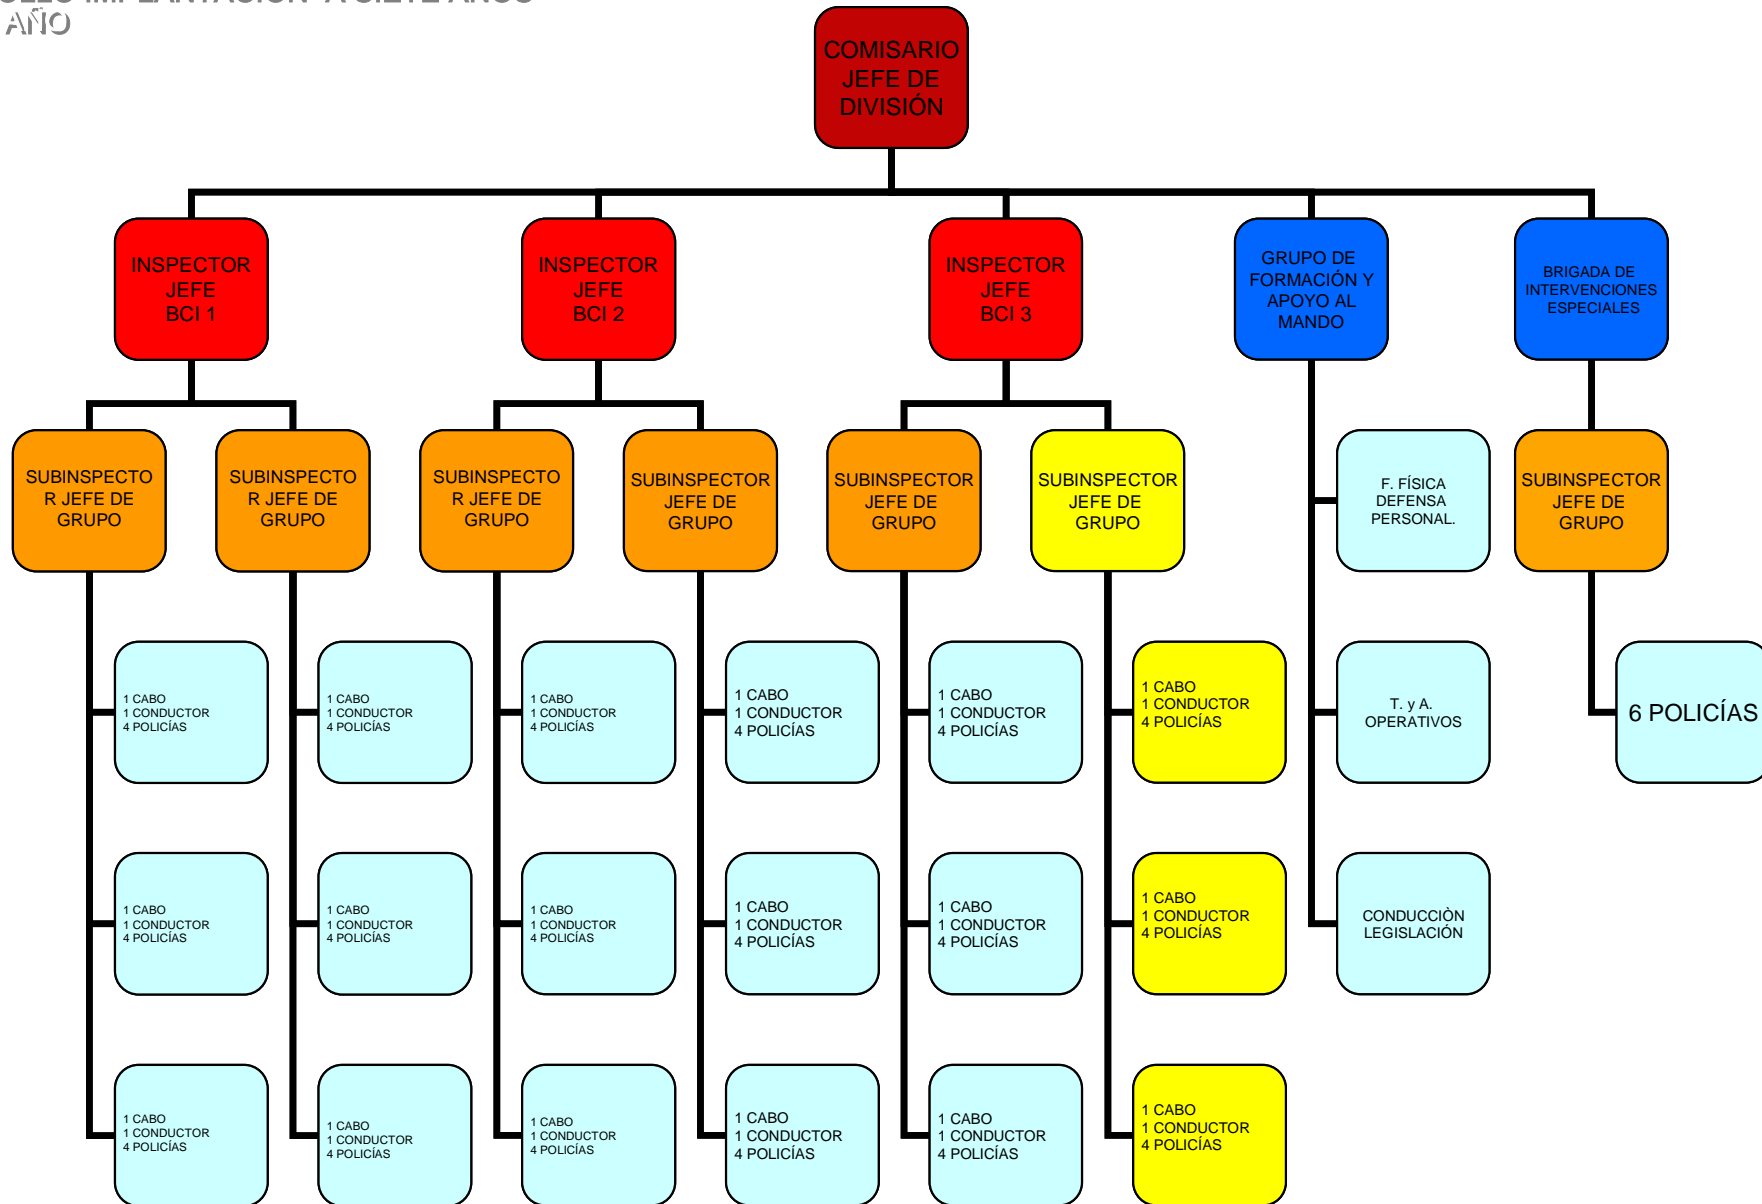 IMPLANTACIÓN A SIETE AÑOS
AÑO
COMISARIO
JEFE DE
DIVISIÓN
INSPECTOR
JEFE
BCI 1
INSPECTOR
JEFE
BCI 2
INSPECTOR
JEFE
BCI 3
GRUPO DE
FORMACIÓN Y
APOYO AL
MANDO
BRIGADA DE
INTERVENCIONES
ESPECIALES
SUBINSPECTO
R JEFE DE
GRUPO
SUBINSPECTO
R JEFE DE
GRUPO
SUBINSPECTO
R JEFE DE
GRUPO
SUBINSPECTOR
JEFE DE
GRUPO
SUBINSPECTOR
JEFE DE
GRUPO
SUBINSPECTOR
JEFE DE
GRUPO
F. FÍSICA
DEFENSA
PERSONAL.
SUBINSPECTOR
JEFE DE
GRUPO
1 CABO
1 CONDUCTOR
4 POLICÍAS
1 CABO
1 CONDUCTOR
4 POLICÍAS
1 CABO
1 CONDUCTOR
4 POLICÍAS
1 CABO
1 CONDUCTOR
4 POLICÍAS
1 CABO
1 CONDUCTOR
4 POLICÍAS
1 CABO
1 CONDUCTOR
4 POLICÍAS
T. y A.
OPERATIVOS
6 POLICÍAS
1 CABO
1 CONDUCTOR
4 POLICÍAS
1 CABO
1 CONDUCTOR
4 POLICÍAS
1 CABO
1 CONDUCTOR
4 POLICÍAS
1 CABO
1 CONDUCTOR
4 POLICÍAS
1 CABO
1 CONDUCTOR
4 POLICÍAS
1 CABO
1 CONDUCTOR
4 POLICÍAS
CONDUCCIÒN
LEGISLACIÓN
1 CABO
1 CONDUCTOR
4 POLICÍAS
1 CABO
1 CONDUCTOR
4 POLICÍAS
1 CABO
1 CONDUCTOR
4 POLICÍAS
1 CABO
1 CONDUCTOR
4 POLICÍAS
1 CABO
1 CONDUCTOR
4 POLICÍAS
1 CABO
1 CONDUCTOR
4 POLICÍAS